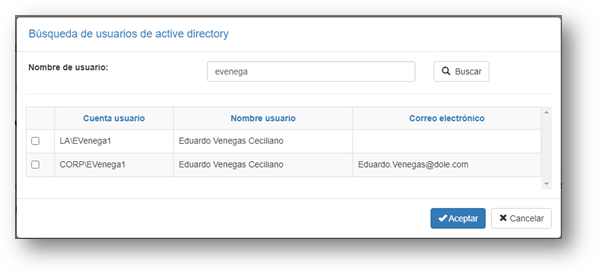 Búsqueda de usuarios de active directory
Nombre de usuario: evenega Buscar
Cuenta usuario Nombre usuario Correo electrónico
LA\EVenega1 Eduardo Venegas Ceciliano
CORP\EVenega1 Eduardo Venegas Ceciliano Eduardo.Venegas@dole.com
Aceptar Cancelar